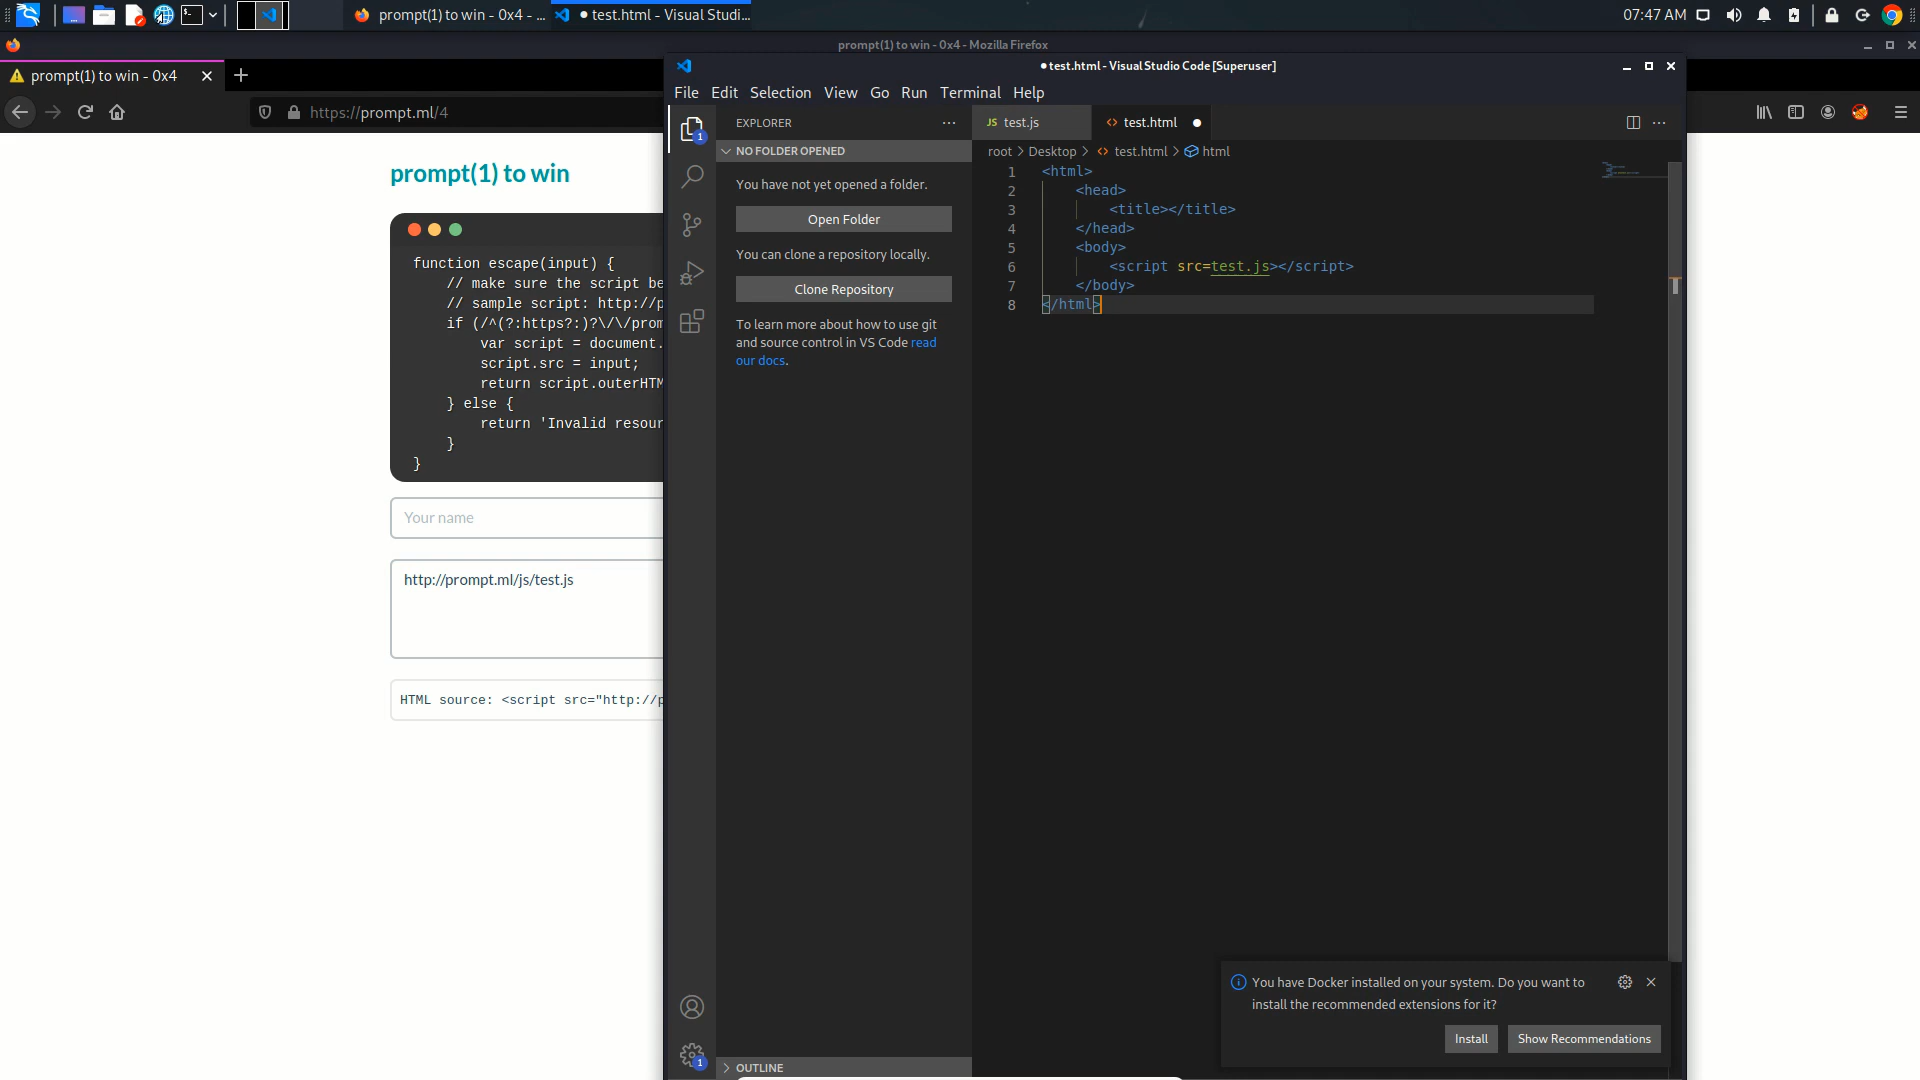 prompt(1) to win - 0x4 - ...
● test.html - Visual Studi...
07:47 AM
prompt(1) to win - 0x4 - Mozilla Firefox
prompt(1) to win - 0x4
https://prompt.ml/4
prompt(1) to win
function escape(input) {
// make sure the script be
// sample script: http://p
if (/^(?:https?:)?\/\/prom
var script = document.
script.src = input;
return script.outerHTM
} else {
return 'Invalid resour
}
}
Your name
http://prompt.ml/js/test.js
HTML source: <script src="http://p
● test.html - Visual Studio Code [Superuser]
File Edit Selection View Go Run Terminal Help
1
EXPLORER ...
NO FOLDER OPENED
You have not yet opened a folder.
Open Folder
You can clone a repository locally.
Clone Repository
To learn more about how to use git
and source control in VS Code read
our docs.
1
OUTLINE
JS test.js
<> test.html ●
root > Desktop > <> test.html > html
1 <html>
2 <head>
3 <title></title>
4 </head>
5 <body>
6 <script src=test.js></script>
7 </body>
8 </html>
You have Docker installed on your system. Do you want to
install the recommended extensions for it?
Install
Show Recommendations